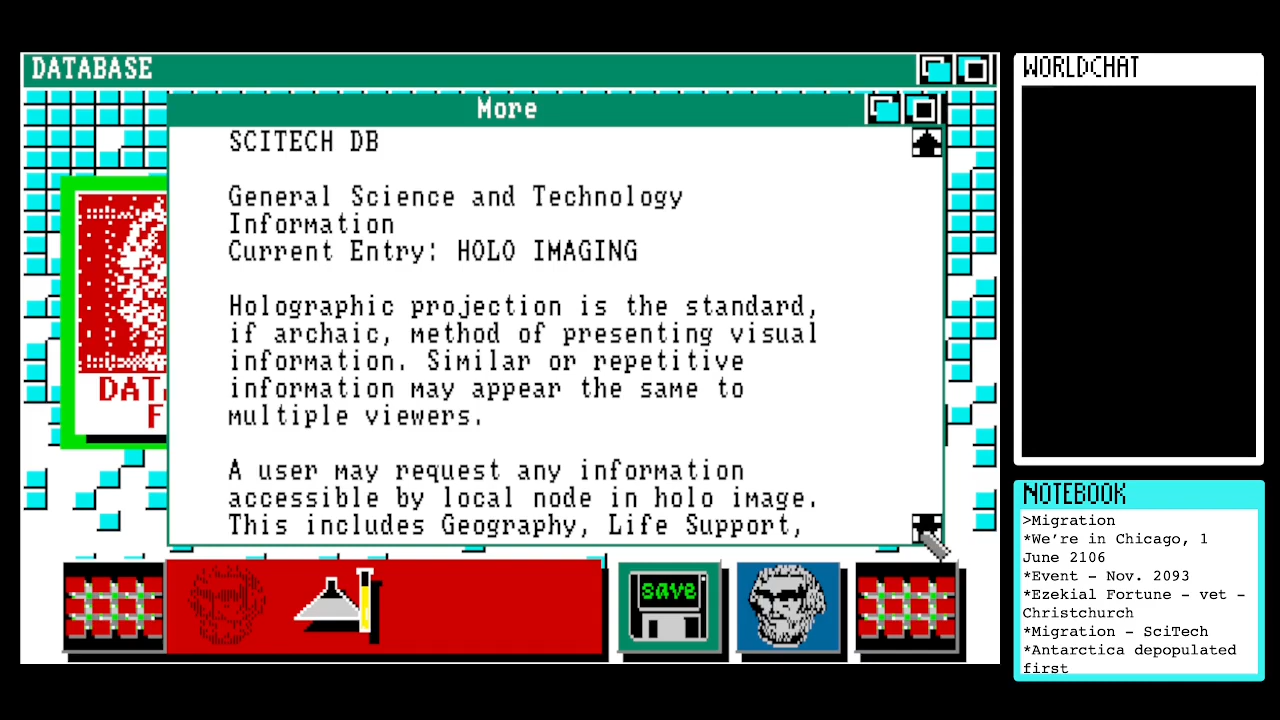 DATABASE
More
SCITECH DB
General Science and Technology
Information
Current Entry: HOLO IMAGING
Holographic projection is the standard,
if archaic, method of presenting visual
information. Similar or repetitive
information may appear the same to
multiple viewers.
A user may request any information
accessible by local node in holo image.
This includes Geography, Life Support,
save
WORLDCHAT
NOTEBOOK
>Migration
*We're in Chicago, 1
June 2106
*Event - Nov. 2093
*Ezekial Fortune - vet -
Christchurch
*Migration - SciTech
*Antarctica depopulated
first